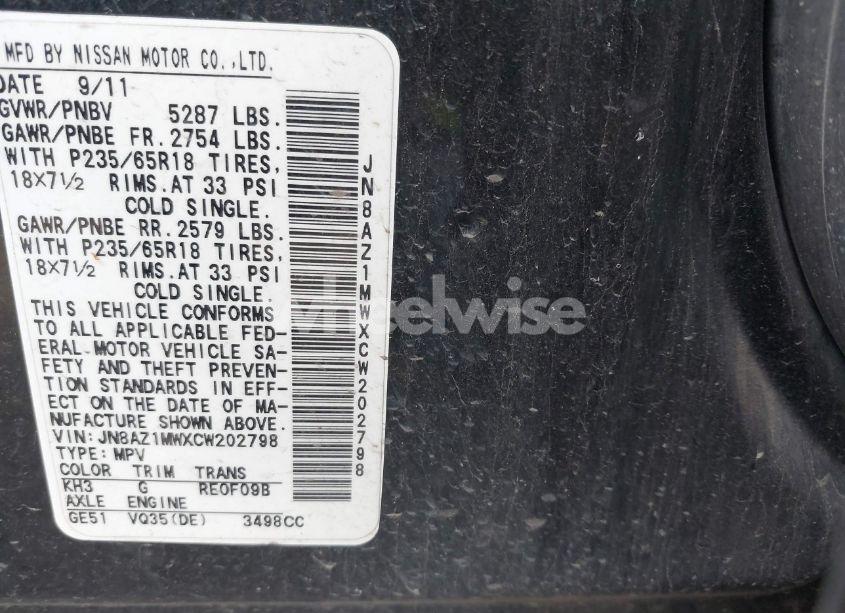 MFD BY NISSAN MOTOR CO.,LTD.
DATE 9/11
GVWR/PNBV 5287 LBS.
GAWR/PNBE FR. 2754 LBS.
WITH P235/65R18 TIRES,
18X7½ RIMS. AT 33 PSI
COLD SINGLE.
GAWR/PNBE RR. 2579 LBS.
WITH P235/65R18 TIRES,
18X7½ RIMS. AT 33 PSI
COLD SINGLE.
THIS VEHICLE CONFORMS
TO ALL APPLICABLE FED-
ERAL MOTOR VEHICLE SA-
FETY AND THEFT PREVEN-
TION STANDARDS IN EFF-
ECT ON THE DATE OF MA-
NUFACTURE SHOWN ABOVE.
VIN: JN8AZ1MWXCW202798
TYPE: MPV
COLOR TRIM TRANS
KH3 G RE0F09B
AXLE ENGINE
GE51 VQ35(DE) 3498CC
JN8AZ1MWXCW202798
wheelwise